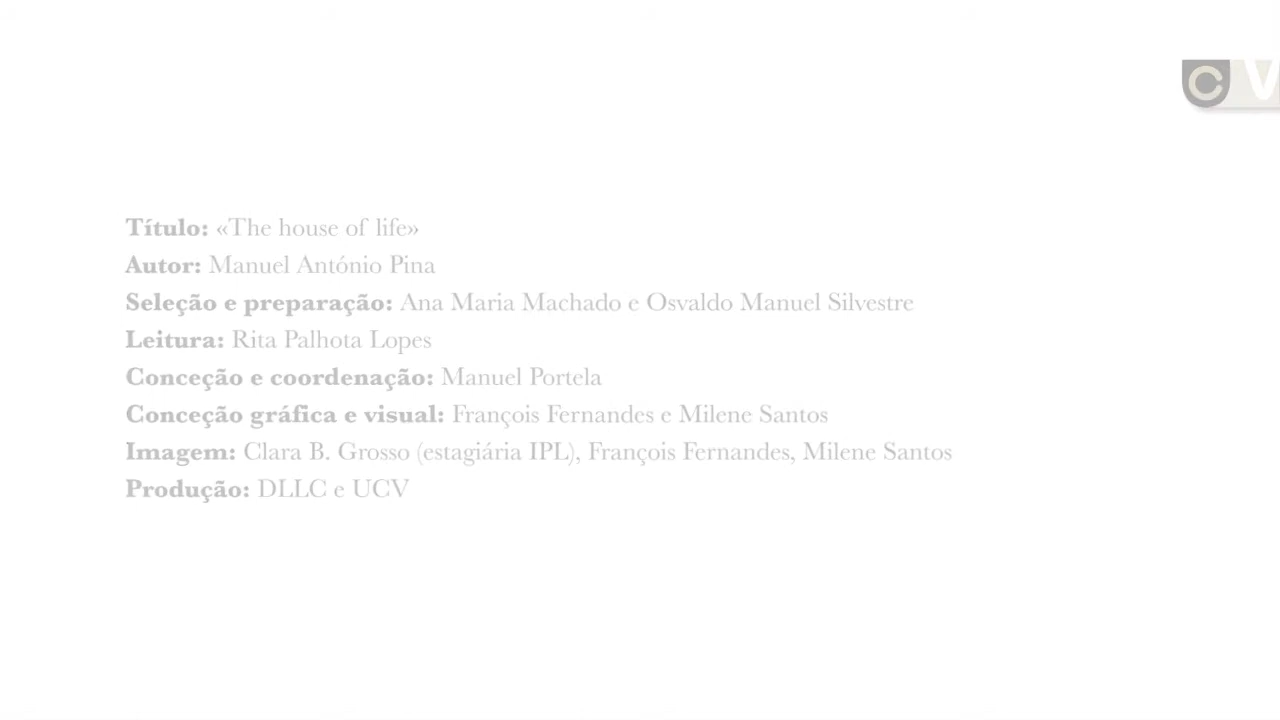 C V
Título: «The house of life»
Autor: Manuel António Pina
Seleção e preparação: Ana Maria Machado e Osvaldo Manuel Silvestre
Leitura: Rita Palhota Lopes
Conceção e coordenação: Manuel Portela
Conceção gráfica e visual: François Fernandes e Milene Santos
Imagem: Clara B. Grosso (estagiária IPL), François Fernandes, Milene Santos
Produção: DLLC e UCV